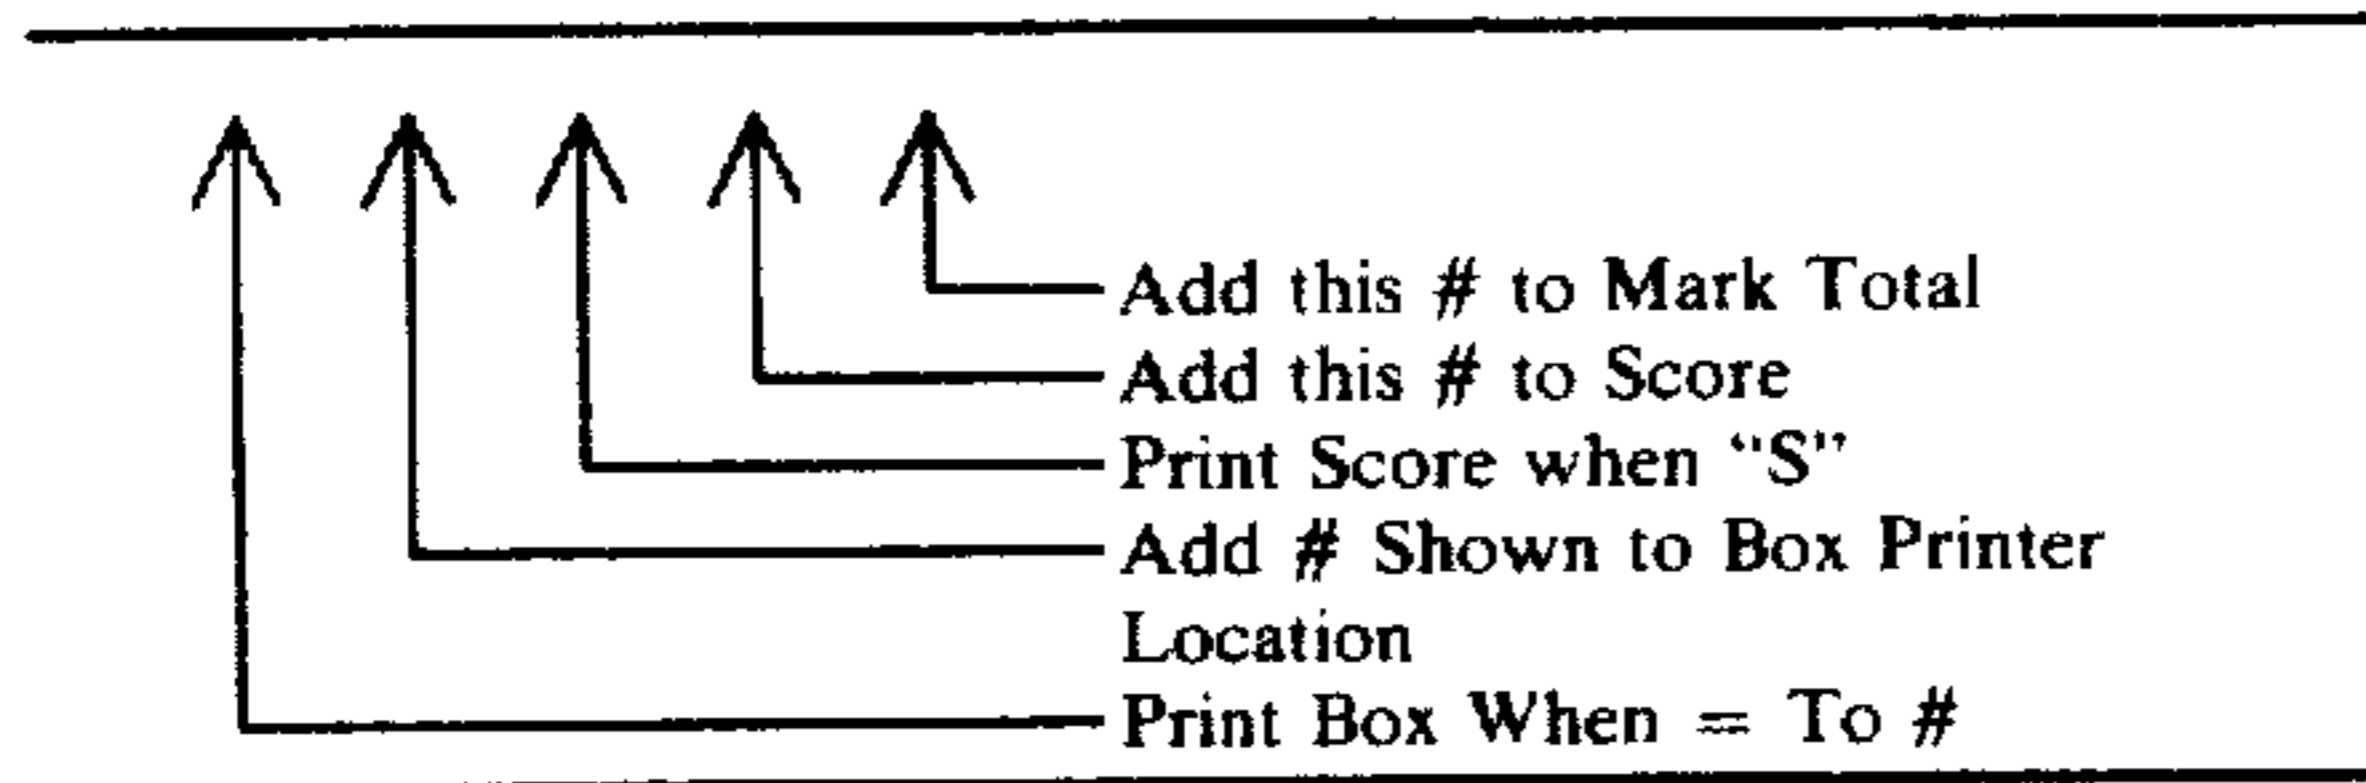 Add this # to Mark Total
Add this # to Score
Print Score when “S”
Add # Shown to Box Printer
Location
Print Box When = To #